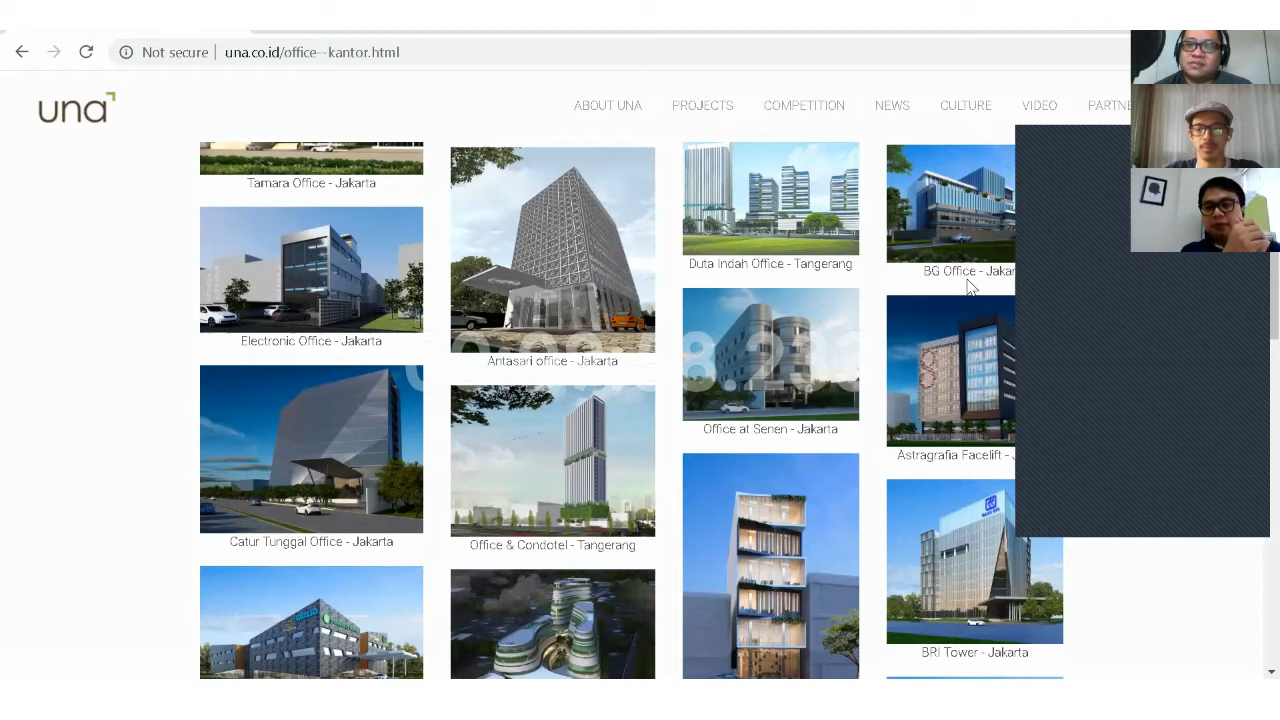 Not secure
una.co.id/office--kantor.html
una
ABOUT UNA
PROJECTS
COMPETITION
NEWS
CULTURE
VIDEO
Tamara Office - Jakarta
Electronic Office - Jakarta
Catur Tunggal Office - Jakarta
Antasari office - Jakarta
Office & Condotel - Tangerang
Duta Indah Office - Tangerang
Office at Senen - Jakarta
BG Office -
Astragrafia Facelift -
BRI Tower - Jakarta